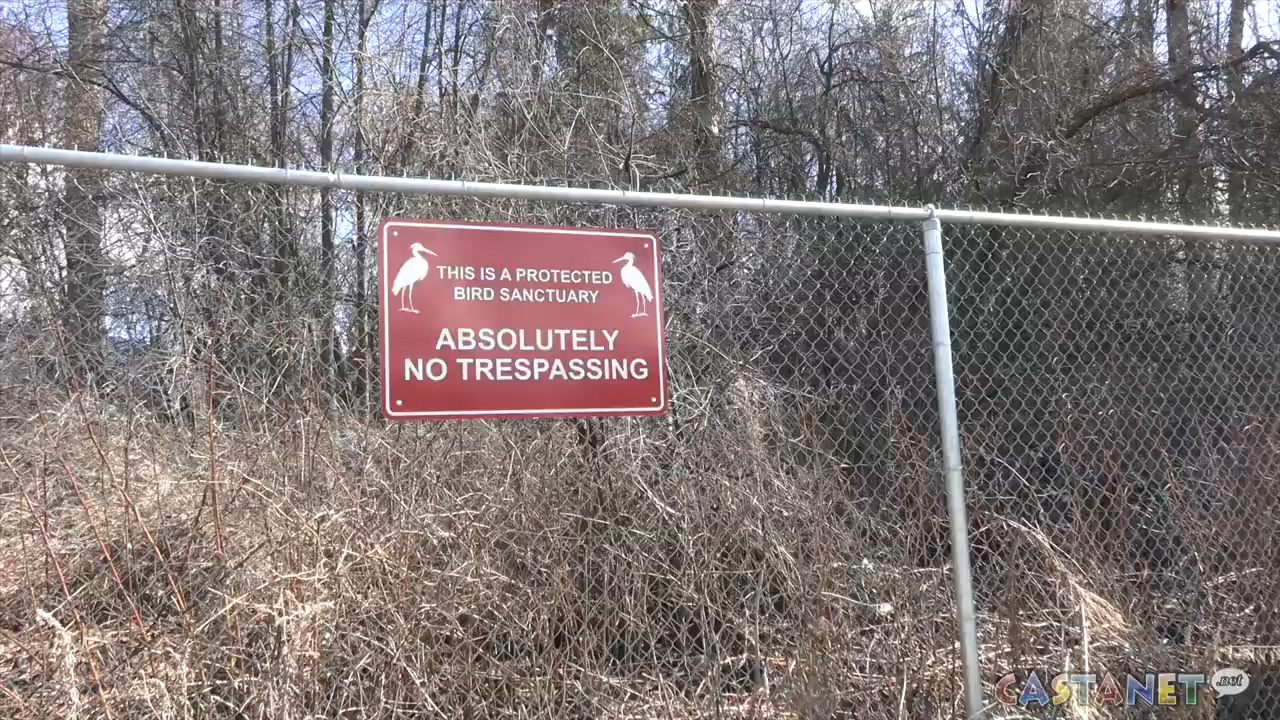 THIS IS A PROTECTED
BIRD SANCTUARY
ABSOLUTELY
NO TRESPASSING
CASTANET .net